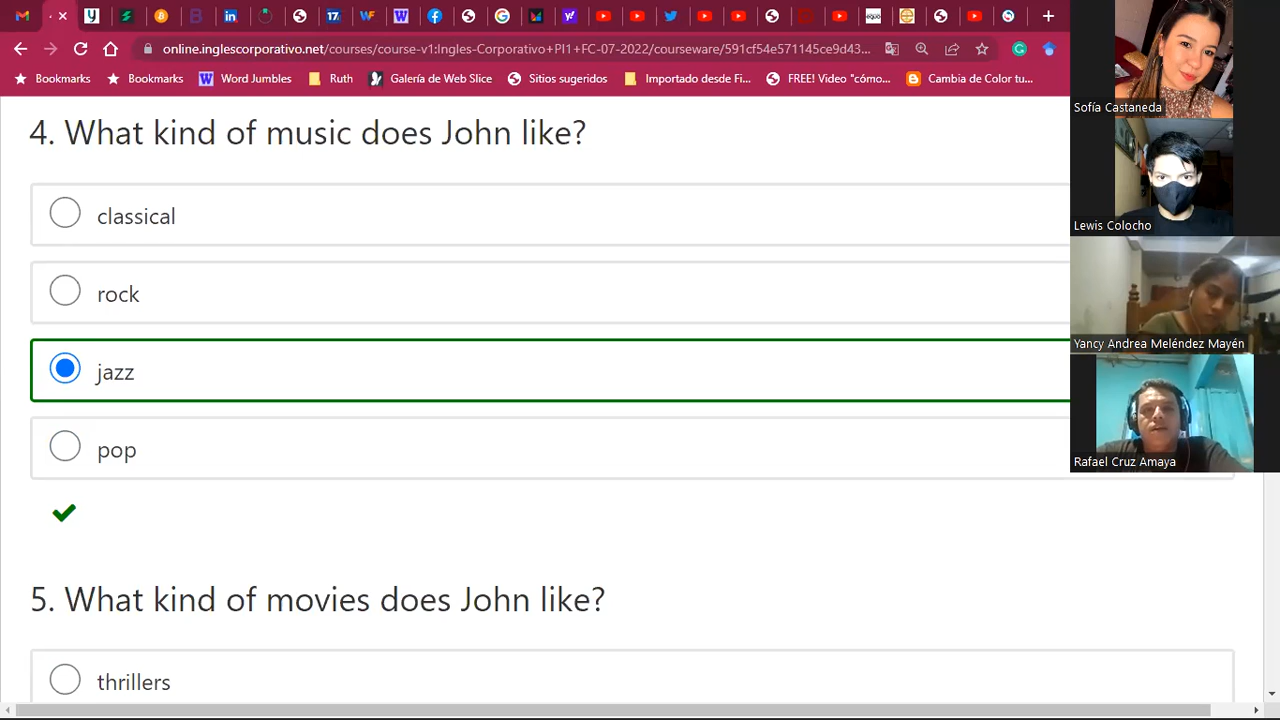 online.inglescorporativo.net/courses/course-v1:Ingles-Corporativo+PI1+FC-07-2022/courseware/591cf54e571145ce9d43...
Bookmarks
Bookmarks
Word Jumbles
Ruth
Galería de Web Slice
Sitios sugeridos
Importado desde Fi...
FREE! Video "cómo...
Cambia de Color tu...
4. What kind of music does John like?
classical
rock
jazz
pop
5. What kind of movies does John like?
thrillers
Sofía Castaneda
Lewis Colocho
Yancy Andrea Meléndez Mayén
Rafael Cruz Amaya